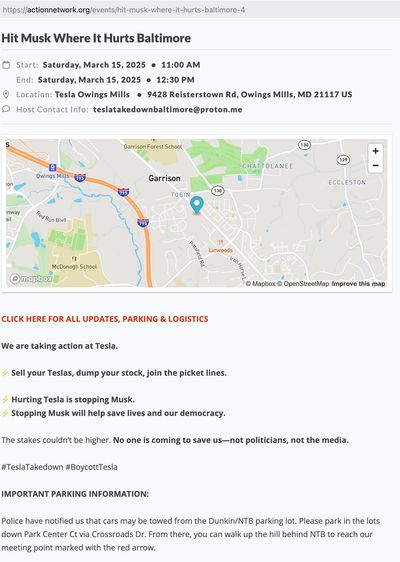 https://actionnetwork.org/events/hit-musk-where-it-hurts-baltimore-4
Hit Musk Where It Hurts Baltimore
Start: Saturday, March 15, 2025 • 11:00 AM
End: Saturday, March 15, 2025 • 12:30 PM
Location: Tesla Owings Mills • 9428 Reisterstown Rd, Owings Mills, MD 21117 US
Host Contact Info: teslatakedownbaltimore@proton.me
s
Garrison Forest School
130
+
−
129
CHATTOLANEE
Owings Mills
795
Garrison
795
TOBIN
130
ECCLESTON
nway
Red Run Blvd
795
Linwoods
McDonogh School
Iron Horse L
mapbox
© Mapbox © OpenStreetMap Improve this map
CLICK HERE FOR ALL UPDATES, PARKING & LOGISTICS
We are taking action at Tesla.
⚡ Sell your Teslas, dump your stock, join the picket lines.
⚡ Hurting Tesla is stopping Musk.
⚡ Stopping Musk will help save lives and our democracy.
The stakes couldn't be higher. No one is coming to save us—not politicians, not the media.
#TeslaTakedown #BoycottTesla
IMPORTANT PARKING INFORMATION:
Police have notified us that cars may be towed from the Dunkin/NTB parking lot. Please park in the lots
down Park Center Ct via Crossroads Dr. From there, you can walk up the hill behind NTB to reach our
meeting point marked with the red arrow.